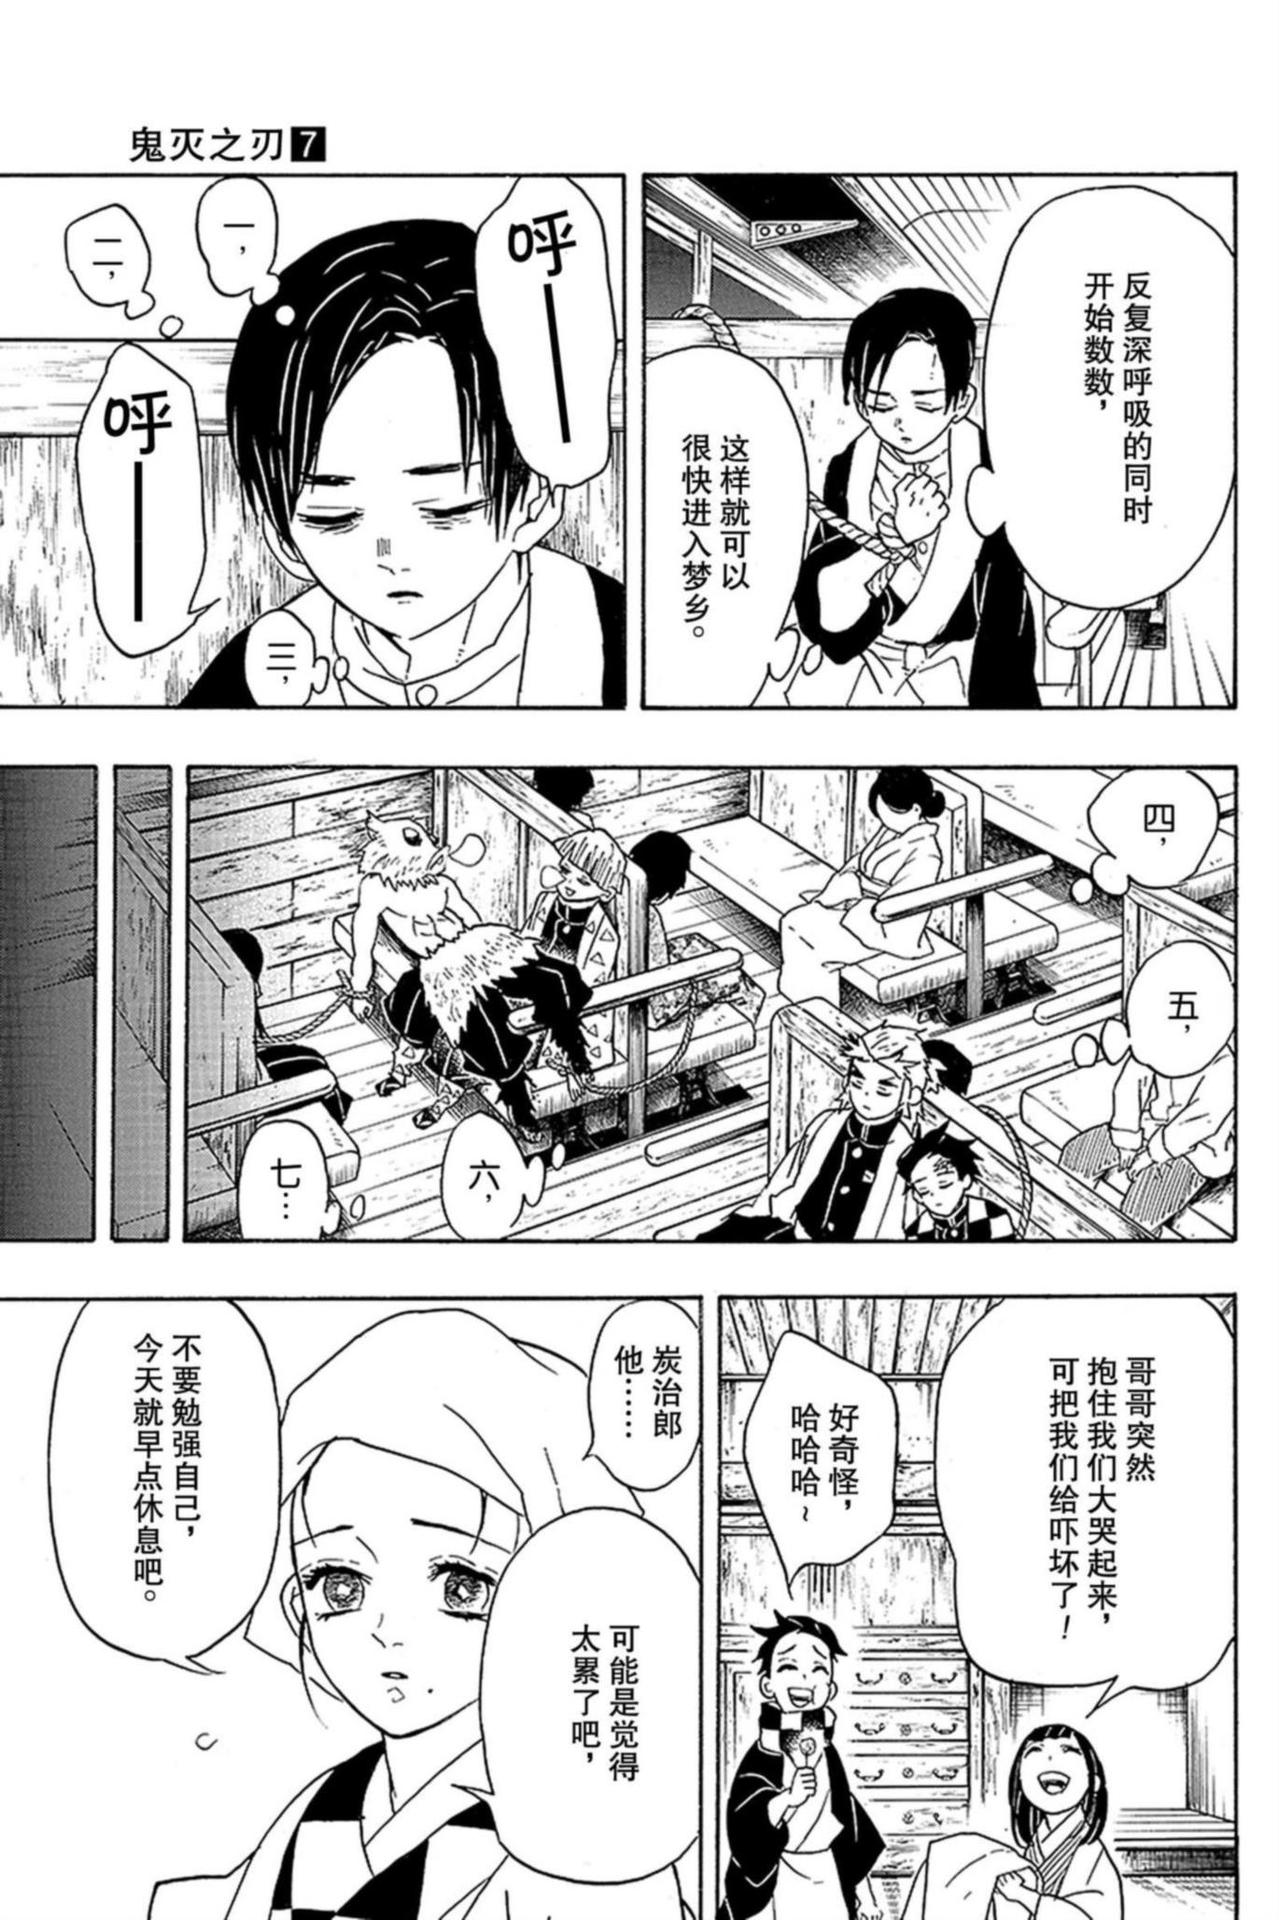 鬼灭之刃7
反复深呼吸的同时
开始数数，
这样就可以
很快进入梦乡。
呼——
一，
二，
呼——
三，
四，
五，
六，
七…
哥哥突然
抱住我们大哭起来，
可把我们给吓坏了！
好奇怪，
哈哈哈～
炭治郎
他……
可能是觉得
太累了吧，
不要勉强自己，
今天就早点休息吧。